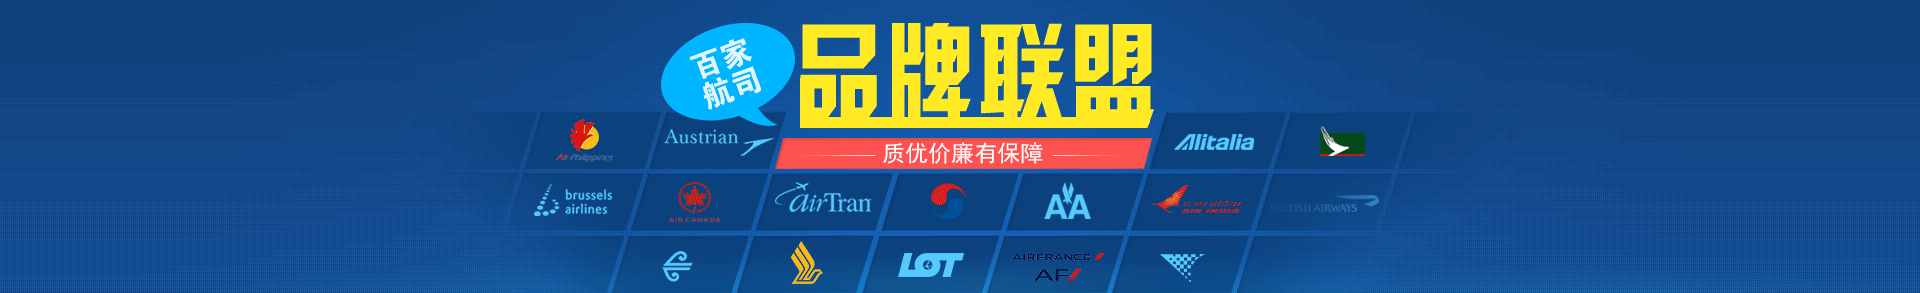 百家
航司
品牌联盟
质优价廉有保障
Air Philippines
Austrian
Alitalia
brussels
airlines
AIR CANADA
airTran
AA
AIR INDIA
BRITISH AIRWAYS
LOT
AIRFRANCE
AF